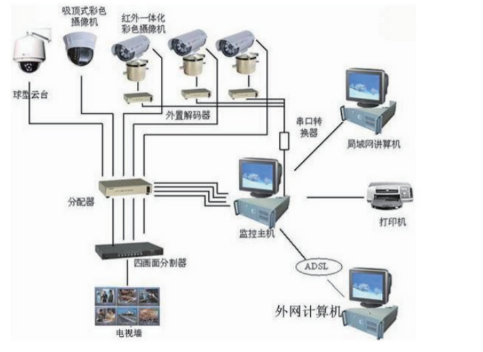 吸顶式彩色
摄像机
红外一体化
彩色摄像机
球型云台
外置解码器
串口转
换器
局域网讲算机
分配器
监控主机
打印机
四画面分割器
ADSL
外网计算机
电视墙